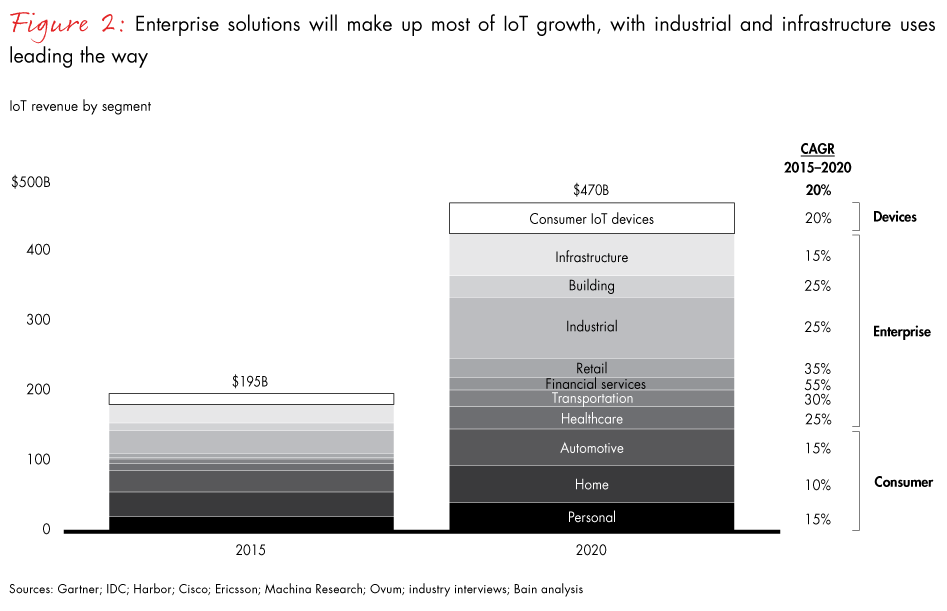 Figure 2: Enterprise solutions will make up most of IoT growth, with industrial and infrastructure uses
leading the way
IoT revenue by segment
CAGR
2015–2020
$500B
$470B
20%
Consumer IoT devices
20%
Devices
400
Infrastructure
15%
Building
25%
300
Industrial
25%
Enterprise
Retail
35%
$195B
Financial services
55%
200
Transportation
30%
Healthcare
25%
100
Automotive
15%
Home
10%
Consumer
Personal
15%
0
2015
2020
Sources: Gartner; IDC; Harbor; Cisco; Ericsson; Machina Research; Ovum; industry interviews; Bain analysis